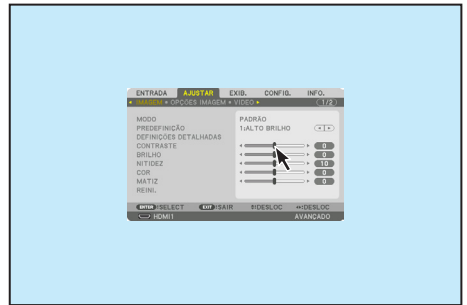 ENTRADA AJUSTAR EXIB. CONFIG. INFO.
IMAGEM OPÇÕES IMAGEM VIDEO (1/2)
MODO PADRÃO
PREDEFINIÇÃO 1:ALTO BRILHO
DEFINIÇÕES DETALHADAS
CONTRASTE 0
BRILHO 0
NITIDEZ 10
COR 0
MATIZ 0
REINI.
ENTER :SELECT EXIT :SAIR :DESLOC :DESLOC
HDMI1 AVANÇADO